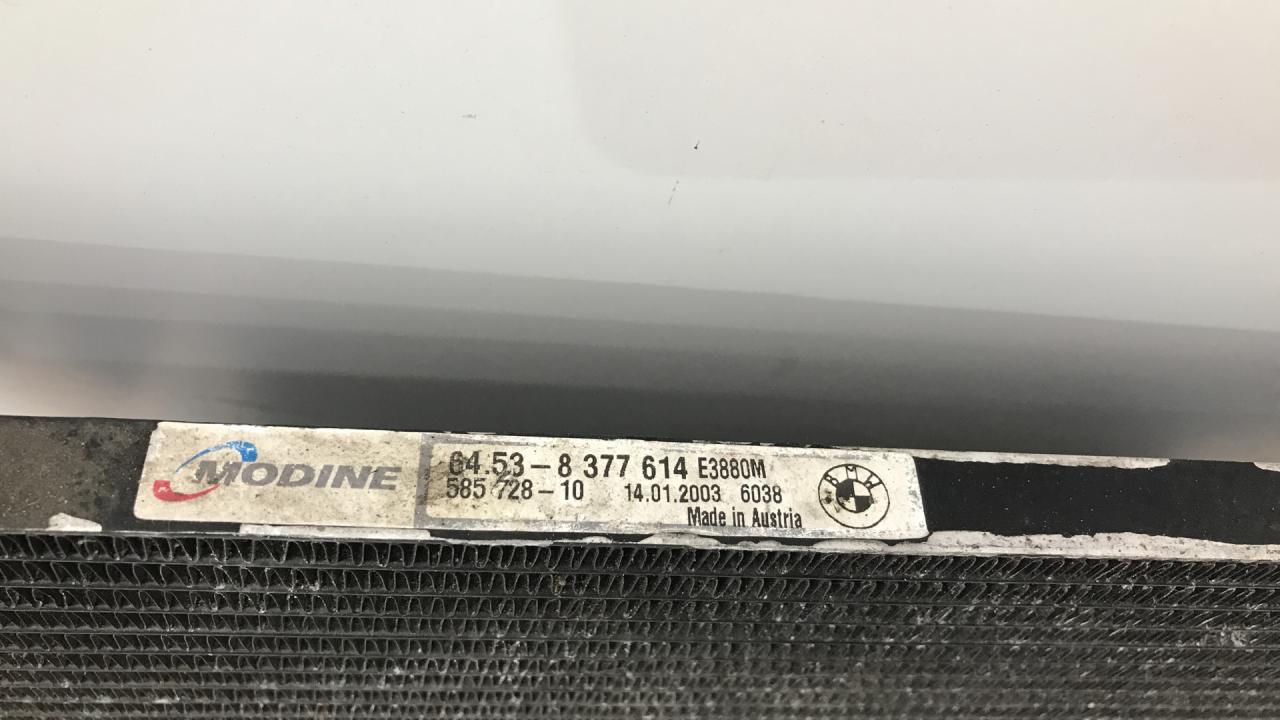 MODINE
64.53-8 377 614 E3880M
585 728-10 14.01.2003 6038
Made in Austria
BMW